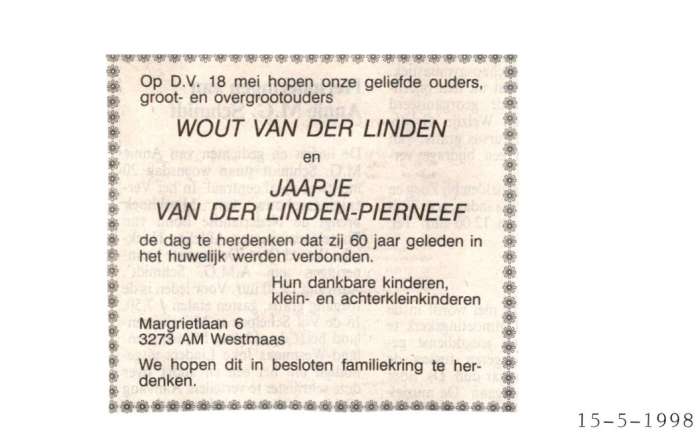 Op D.V. 18 mei hopen onze geliefde ouders,
groot- en overgrootouders
WOUT VAN DER LINDEN
en
JAAPJE
VAN DER LINDEN-PIERNEEF
de dag te herdenken dat zij 60 jaar geleden in
het huwelijk werden verbonden.
Hun dankbare kinderen,
klein- en achterkleinkinderen
Margrietlaan 6
3273 AM Westmaas
We hopen dit in besloten familiekring te her-
denken.
15-5-1998